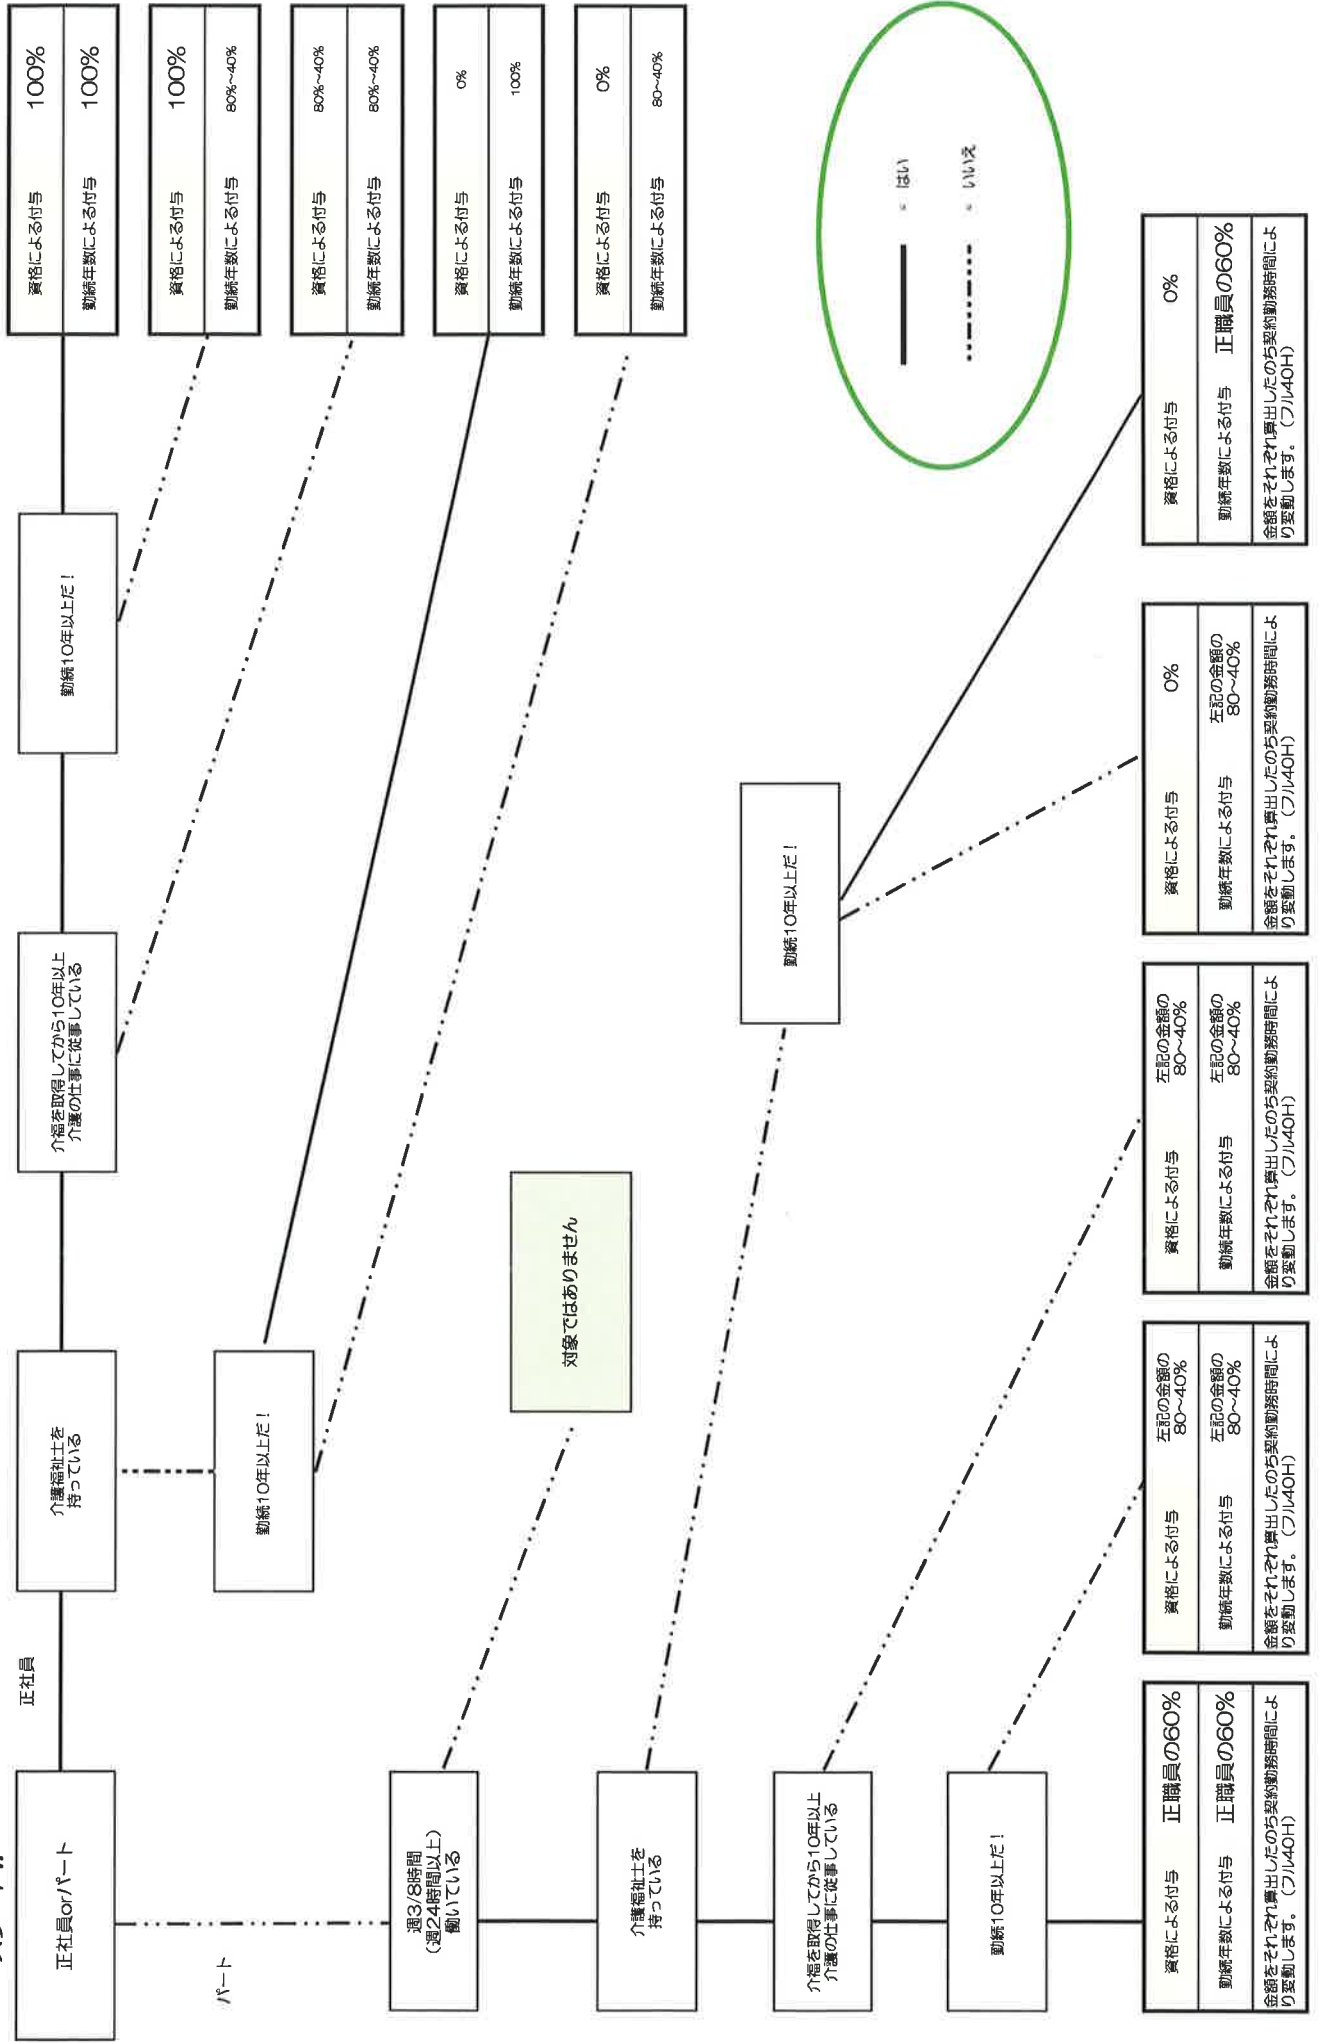 正社員orパート
正社員
介護福祉士を
持っている
介福を取得してから10年以上
介護の仕事に従事している
勤続10年以上だ！
資格による付与 100%
勤続年数による付与 100%
資格による付与 100%
勤続年数による付与 80%~40%
資格による付与 80%~40%
勤続年数による付与 80%~40%
資格による付与 0%
勤続年数による付与 100%
資格による付与 0%
勤続年数による付与 80~40%
勤続10年以上だ！
パート
週3/8時間
（週24時間以上）
働いている
対象ではありません
= はい
= いいえ
介護福祉士を
持っている
勤続10年以上だ！
介福を取得してから10年以上
介護の仕事に従事している
勤続10年以上だ！
資格による付与 正職員の60%
勤続年数による付与 正職員の60%
金額をそれぞれ算出したのち契約勤務時間によ
り変動します。（フル40H）
資格による付与 左記の金額の
80~40%
勤続年数による付与 左記の金額の
80~40%
金額をそれぞれ算出したのち契約勤務時間によ
り変動します。（フル40H）
資格による付与 左記の金額の
80~40%
勤続年数による付与 左記の金額の
80~40%
金額をそれぞれ算出したのち契約勤務時間によ
り変動します。（フル40H）
資格による付与 0%
勤続年数による付与 左記の金額の
80~40%
金額をそれぞれ算出したのち契約勤務時間によ
り変動します。（フル40H）
資格による付与 0%
勤続年数による付与 正職員の60%
金額をそれぞれ算出したのち契約勤務時間によ
り変動します。（フル40H）